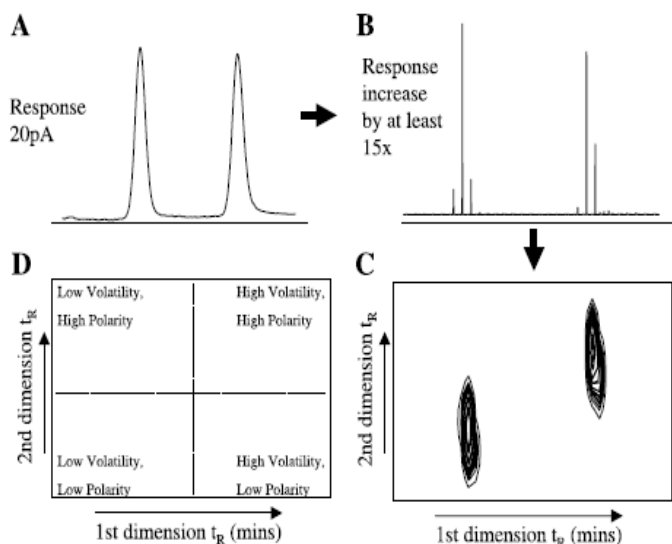 A
Response
20pA
B
Response
increase
by at least
15x
D
Low Volatility,
High Polarity
High Volatility,
High Polarity
Low Volatility,
Low Polarity
High Volatility,
Low Polarity
2nd dimension tR
1st dimension tR (mins)
C
2nd dimension tR
1st dimension tR (mins)